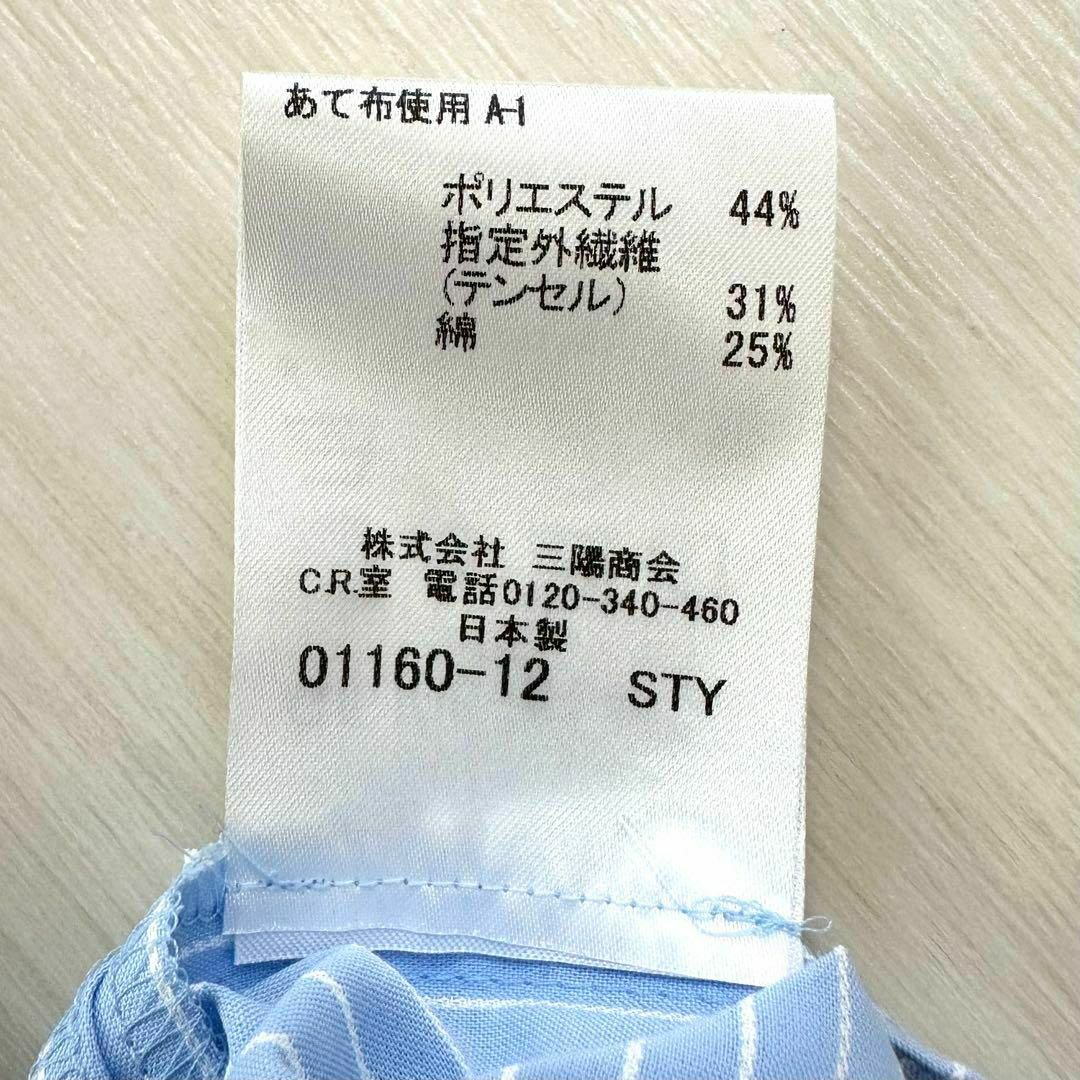 あて布使用 A-1
ポリエステル 44%
指定外繊維
(テンセル) 31%
綿 25%
株式会社 三陽商会
C.R.室 電話0120-340-460
日本製
01160-12 STY